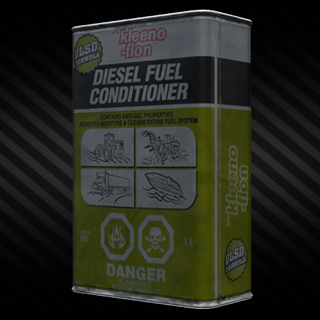 ULSD
FORMULA
kleeno
-flon
DIESEL FUEL
CONDITIONER
CONTAINS ANTI-GEL PROPERTIES
REMOVES MOISTURE & CLEANS ENTIRE FUEL SYSTEM
1 L
DANGER
kleeno
-flon
ULSD
FORMULA